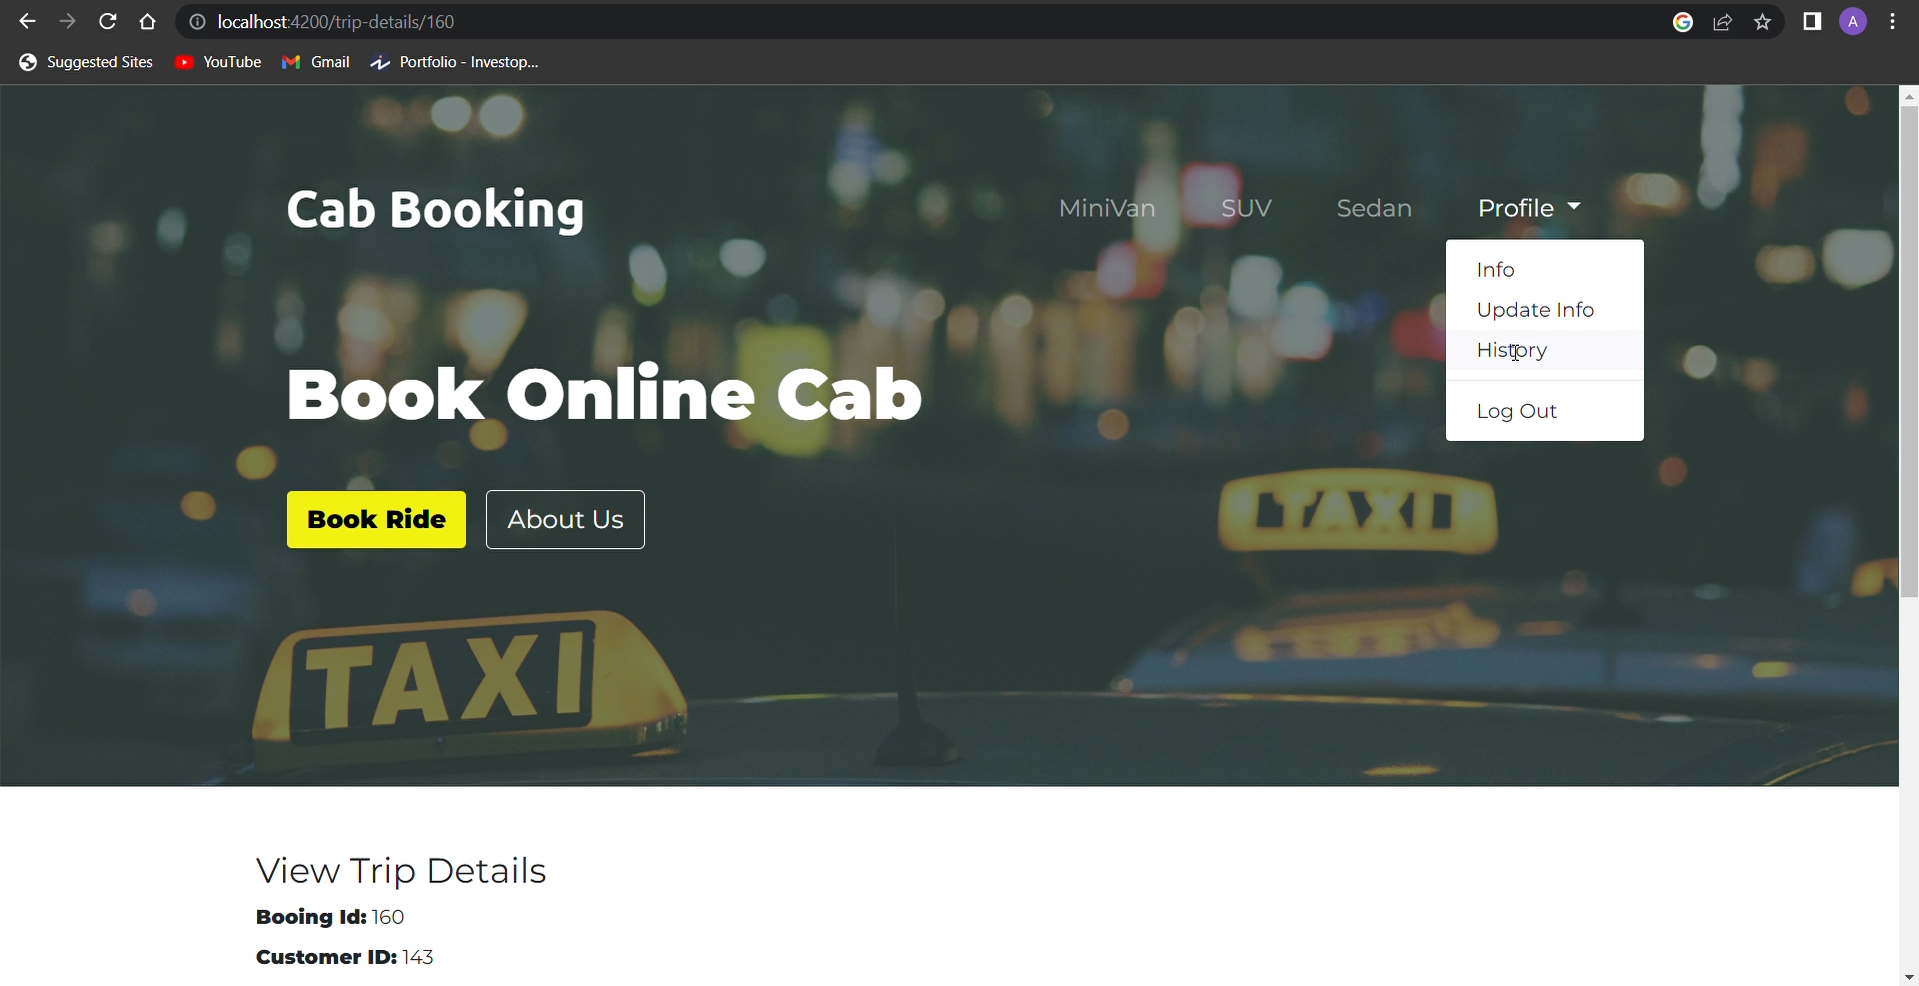 localhost:4200/trip-details/160
A
Suggested Sites YouTube Gmail Portfolio - Investop...
Cab Booking
MiniVan SUV Sedan Profile
Info
Update Info
History
Log Out
Book Online Cab
Book Ride About Us
TAXI
TAXI
View Trip Details
Booing Id: 160
Customer ID: 143